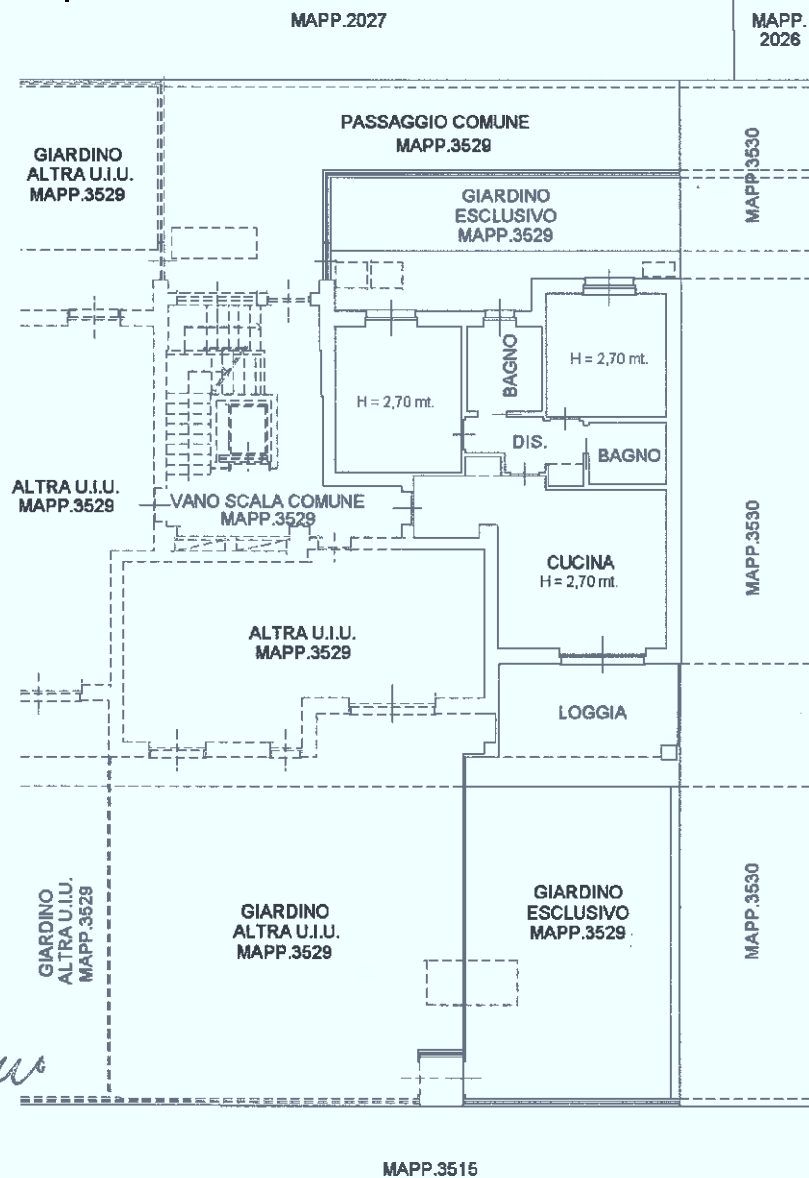 MAPP.2027
MAPP.
2026
PASSAGGIO COMUNE
MAPP.3529
GIARDINO
ALTRA U.I.U.
MAPP.3529
MAPP.3530
GIARDINO
ESCLUSIVO
MAPP.3529
H = 2,70 mt.
BAGNO
H = 2,70 mt.
DIS.
BAGNO
ALTRA U.I.U.
MAPP.3529
VANO SCALA COMUNE
MAPP.3529
MAPP.3530
CUCINA
H = 2,70 mt.
ALTRA U.I.U.
MAPP.3529
LOGGIA
GIARDINO
ALTRA U.I.U.
MAPP.3529
GIARDINO
ALTRA U.I.U.
MAPP.3529
GIARDINO
ESCLUSIVO
MAPP.3529
MAPP.3530
MAPP.3515